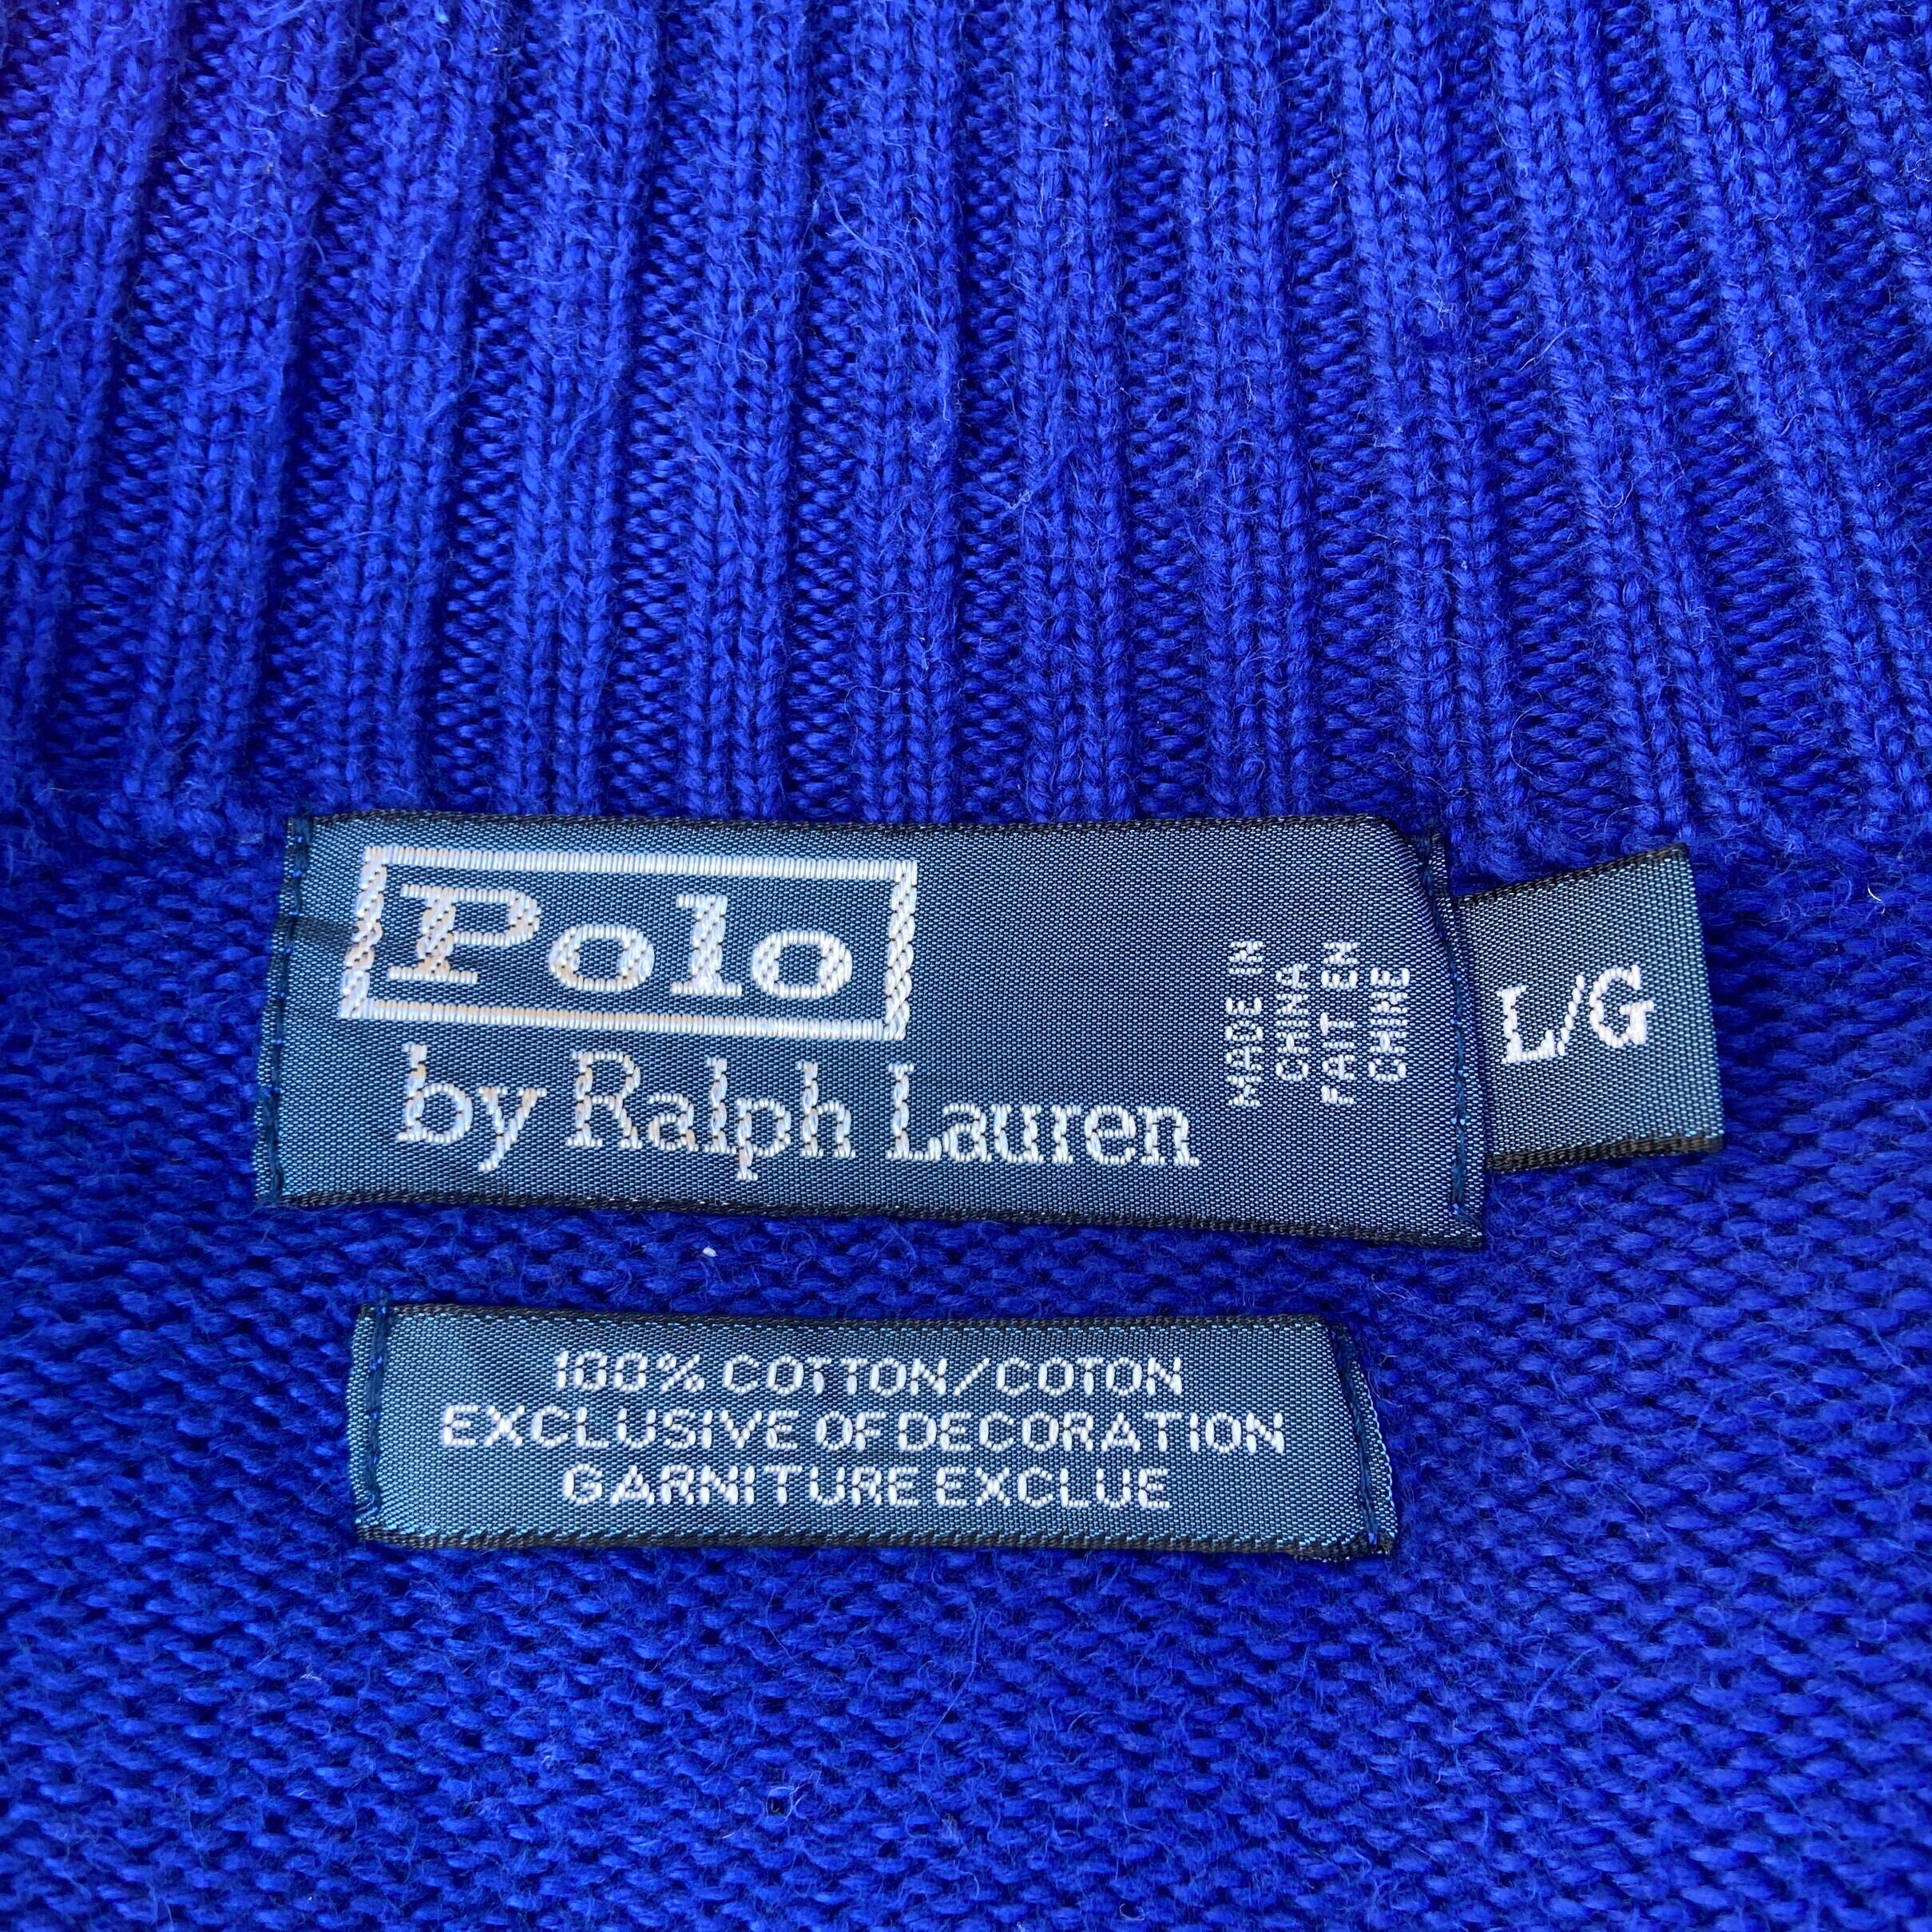 Polo
by Ralph Lauren
MADE IN
CHINA
FAIT EN
CHINE
L/G
100% COTTON/COTON
EXCLUSIVE OF DECORATION
GARNITURE EXCLUE